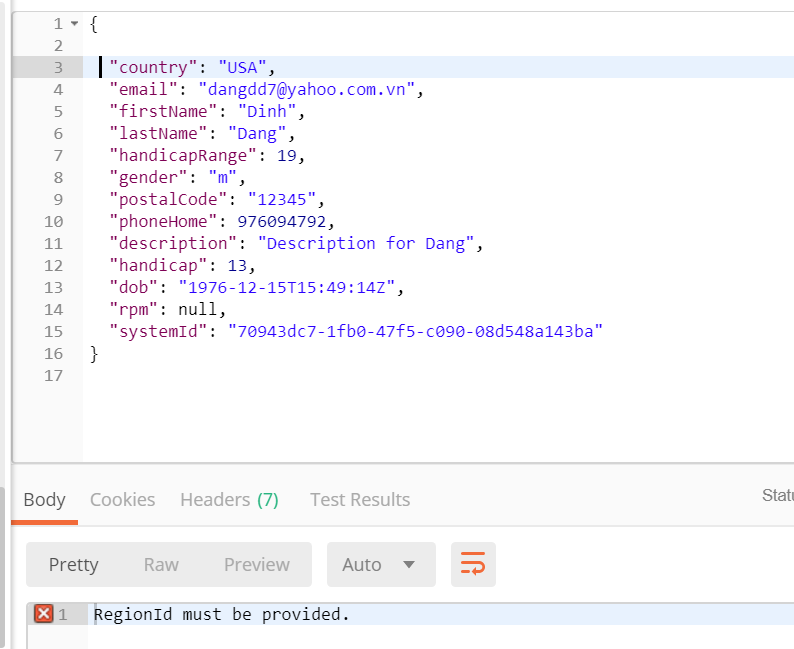 1 {
2
3 "country": "USA",
4 "email": "dangdd7@yahoo.com.vn",
5 "firstName": "Dinh",
6 "lastName": "Dang",
7 "handicapRange": 19,
8 "gender": "m",
9 "postalCode": "12345",
10 "phoneHome": 976094792,
11 "description": "Description for Dang",
12 "handicap": 13,
13 "dob": "1976-12-15T15:49:14Z",
14 "rpm": null,
15 "systemId": "70943dc7-1fb0-47f5-c090-08d548a143ba"
16 }
17
Body Cookies Headers (7) Test Results Statu
Pretty Raw Preview Auto
1 RegionId must be provided.